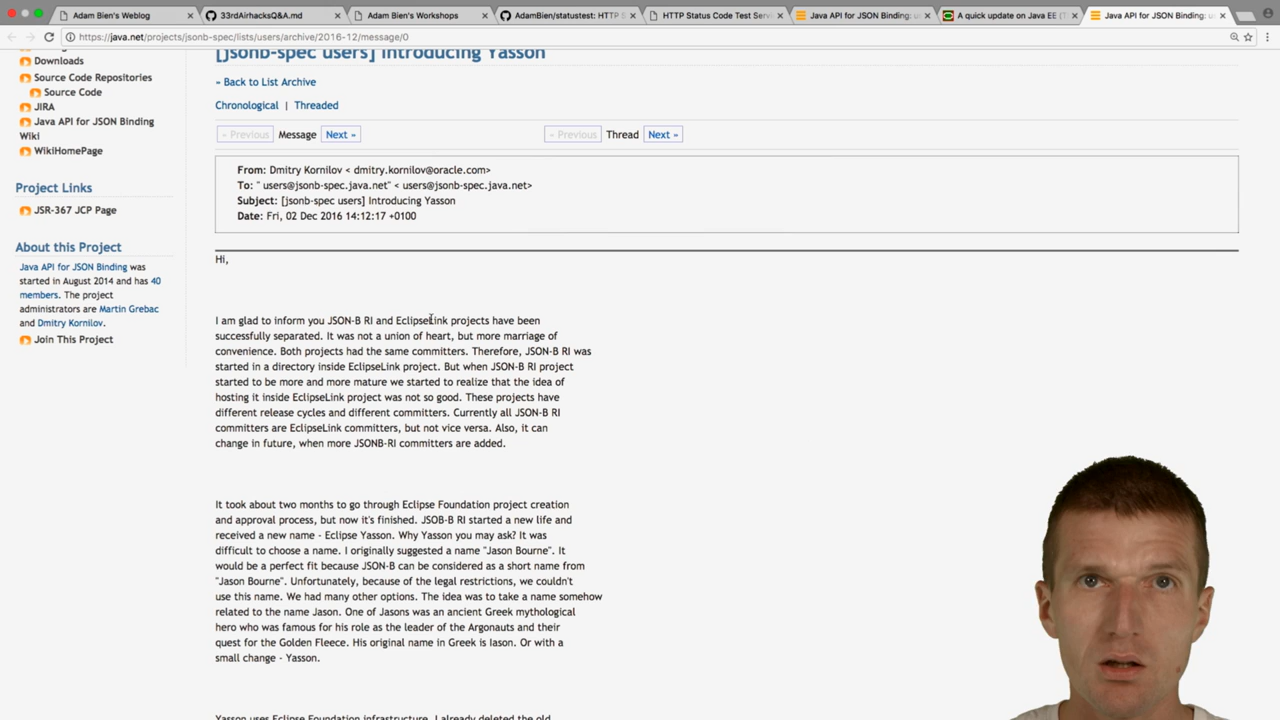 Adam Bien's Weblog
33rdAirhacksQ&A.md
Adam Bien's Workshops
AdamBien/statustest: HTTP S
HTTP Status Code Test Serv
Java API for JSON Binding: us
A quick update on Java EE (T
Java API for JSON Binding: us
https://java.net/projects/jsonb-spec/lists/users/archive/2016-12/message/0
Downloads
Source Code Repositories
Source Code
JIRA
Java API for JSON Binding
Wiki
WikiHomePage
Project Links
JSR-367 JCP Page
About this Project
Java API for JSON Binding was
started in August 2014 and has 40
members. The project
administrators are Martin Grebac
and Dmitry Kornilov.
Join This Project
[jsonb-spec users] Introducing Yasson
« Back to List Archive
Chronological | Threaded
« Previous Message Next »
« Previous Thread Next »
From: Dmitry Kornilov < dmitry.kornilov@oracle.com>
To: " users@jsonb-spec.java.net" < users@jsonb-spec.java.net>
Subject: [jsonb-spec users] Introducing Yasson
Date: Fri, 02 Dec 2016 14:12:17 +0100
Hi,
I am glad to inform you JSON-B RI and EclipseLink projects have been
successfully separated. It was not a union of heart, but more marriage of
convenience. Both projects had the same committers. Therefore, JSON-B RI was
started in a directory inside EclipseLink project. But when JSON-B RI project
started to be more and more mature we started to realize that the idea of
hosting it inside EclipseLink project was not so good. These projects have
different release cycles and different committers. Currently all JSON-B RI
committers are EclipseLink committers, but not vice versa. Also, it can
change in future, when more JSONB-RI committers are added.
It took about two months to go through Eclipse Foundation project creation
and approval process, but now it's finished. JSOB-B RI started a new life and
received a new name - Eclipse Yasson. Why Yasson you may ask? It was
difficult to choose a name. I originally suggested a name "Jason Bourne". It
would be a perfect fit because JSON-B can be considered as a short name from
"Jason Bourne". Unfortunately, because of the legal restrictions, we couldn't
use this name. We had many other options. The idea was to take a name somehow
related to the name Jason. One of Jasons was an ancient Greek mythological
hero who was famous for his role as the leader of the Argonauts and their
quest for the Golden Fleece. His original name in Greek is Iason. Or with a
small change - Yasson.
Yasson uses Eclipse Foundation infrastructure. I already deleted the old